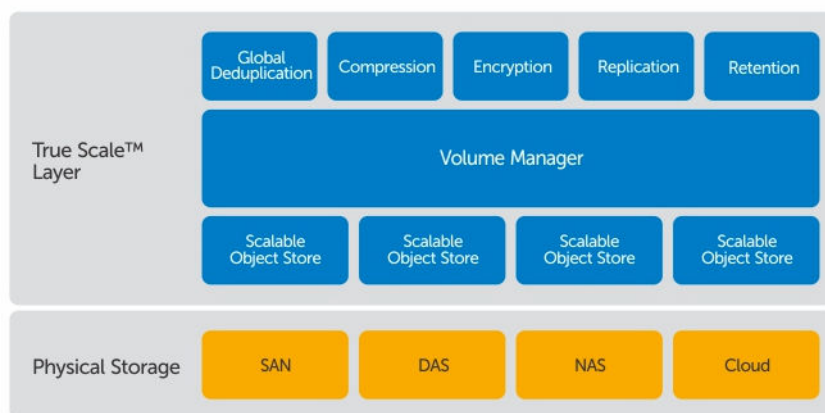 Global
Deduplication
Compression
Encryption
Replication
Retention
True Scale™
Layer
Volume Manager
Scalable
Object Store
Scalable
Object Store
Scalable
Object Store
Scalable
Object Store
Physical Storage
SAN
DAS
NAS
Cloud